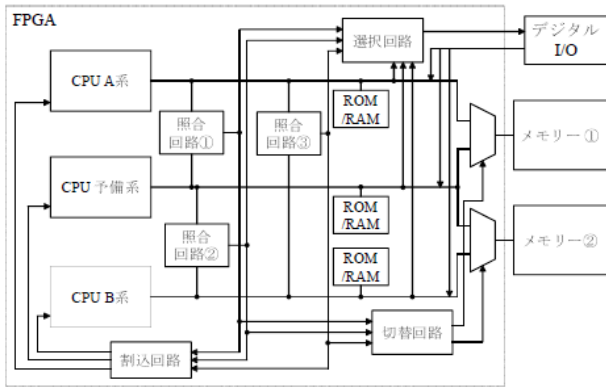 FPGA
選択回路
デジタル
I/O
CPU A系
ROM
/RAM
照合
回路①
照合
回路③
メモリー①
CPU 予備系
ROM
/RAM
照合
回路②
メモリー②
ROM
/RAM
CPU B系
切替回路
割込回路